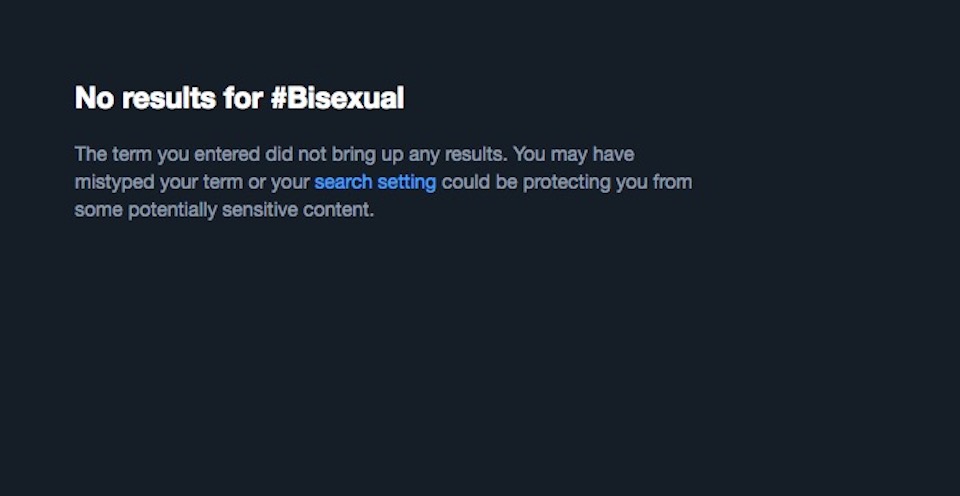 No results for #Bisexual
The term you entered did not bring up any results. You may have
mistyped your term or your search setting could be protecting you from
some potentially sensitive content.